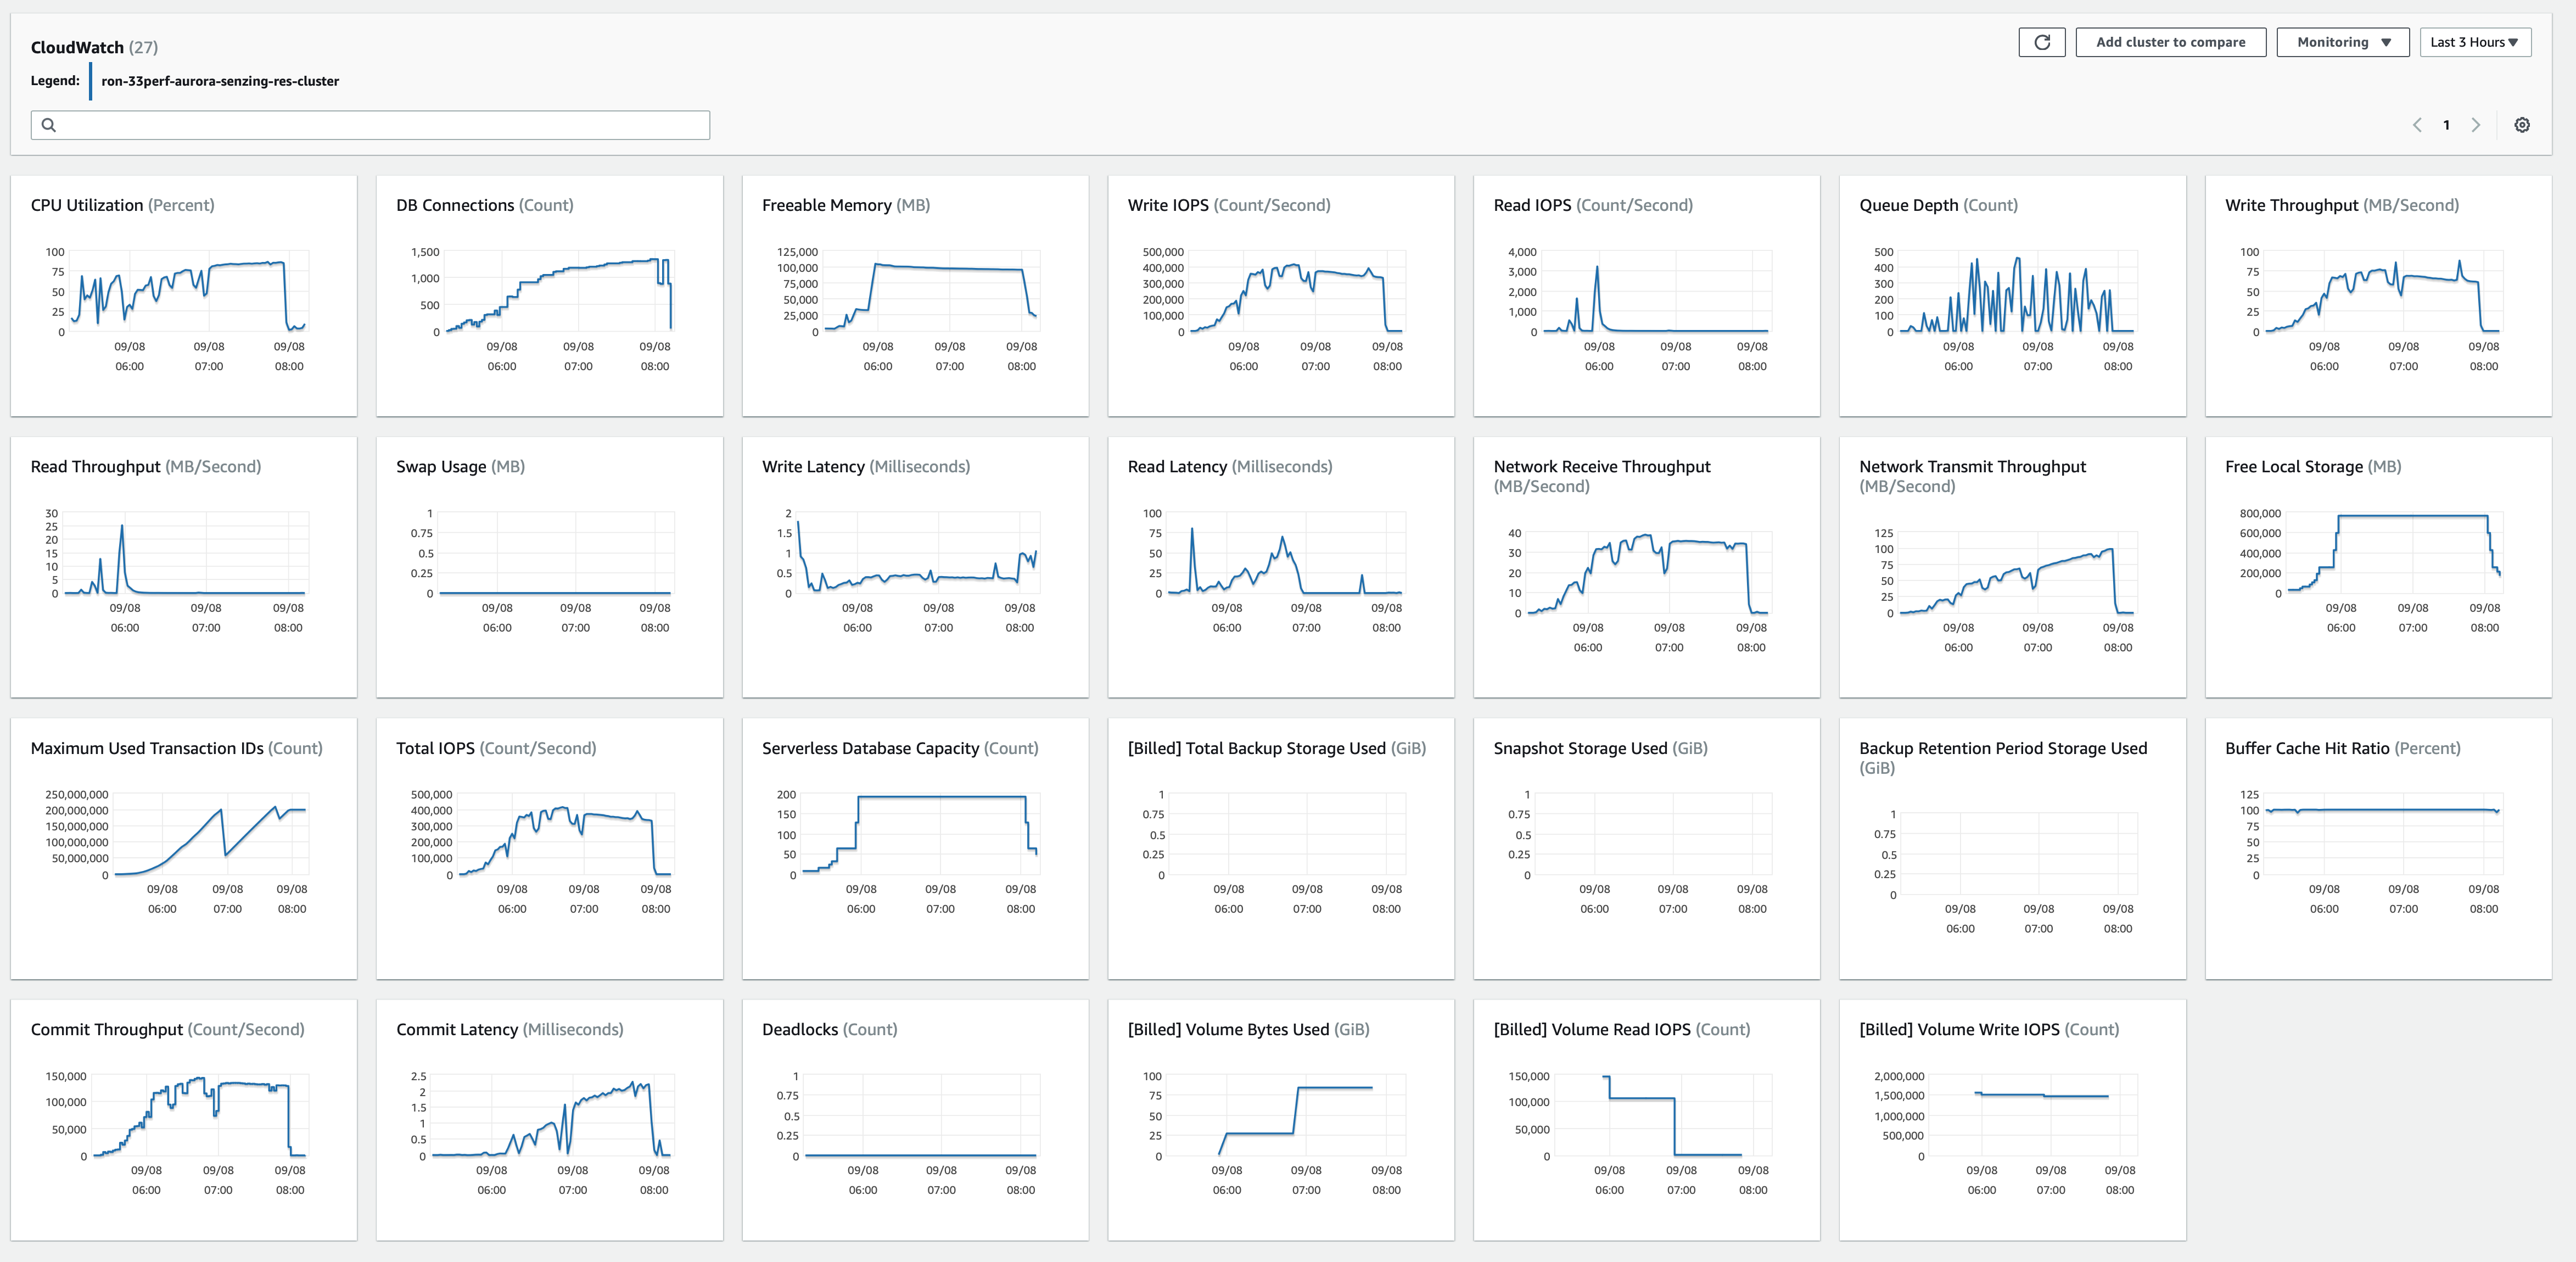 CloudWatch (27)
Add cluster to compare
Monitoring
Last 3 Hours
Legend:
ron-33perf-aurora-senzing-res-cluster
1
CPU Utilization (Percent)
100
75
50
25
0
09/08 09/08 09/08
06:00 07:00 08:00
DB Connections (Count)
1,500
1,000
500
0
09/08 09/08 09/08
06:00 07:00 08:00
Freeable Memory (MB)
125,000
100,000
75,000
50,000
25,000
0
09/08 09/08 09/08
06:00 07:00 08:00
Write IOPS (Count/Second)
500,000
400,000
300,000
200,000
100,000
0
09/08 09/08 09/08
06:00 07:00 08:00
Read IOPS (Count/Second)
4,000
3,000
2,000
1,000
0
09/08 09/08 09/08
06:00 07:00 08:00
Queue Depth (Count)
500
400
300
200
100
0
09/08 09/08 09/08
06:00 07:00 08:00
Write Throughput (MB/Second)
100
75
50
25
0
09/08 09/08 09/08
06:00 07:00 08:00
Read Throughput (MB/Second)
30
25
20
15
10
5
0
09/08 09/08 09/08
06:00 07:00 08:00
Swap Usage (MB)
1
0.75
0.5
0.25
0
09/08 09/08 09/08
06:00 07:00 08:00
Write Latency (Milliseconds)
2
1.5
1
0.5
0
09/08 09/08 09/08
06:00 07:00 08:00
Read Latency (Milliseconds)
100
75
50
25
0
09/08 09/08 09/08
06:00 07:00 08:00
Network Receive Throughput
(MB/Second)
40
30
20
10
0
09/08 09/08 09/08
06:00 07:00 08:00
Network Transmit Throughput
(MB/Second)
125
100
75
50
25
0
09/08 09/08 09/08
06:00 07:00 08:00
Free Local Storage (MB)
800,000
600,000
400,000
200,000
0
09/08 09/08 09/08
06:00 07:00 08:00
Maximum Used Transaction IDs (Count)
250,000,000
200,000,000
150,000,000
100,000,000
50,000,000
0
09/08 09/08 09/08
06:00 07:00 08:00
Total IOPS (Count/Second)
500,000
400,000
300,000
200,000
100,000
0
09/08 09/08 09/08
06:00 07:00 08:00
Serverless Database Capacity (Count)
200
150
100
50
0
09/08 09/08 09/08
06:00 07:00 08:00
[Billed] Total Backup Storage Used (GiB)
1
0.75
0.5
0.25
0
09/08 09/08 09/08
06:00 07:00 08:00
Snapshot Storage Used (GiB)
1
0.75
0.5
0.25
0
09/08 09/08 09/08
06:00 07:00 08:00
Backup Retention Period Storage Used
(GiB)
1
0.75
0.5
0.25
0
09/08 09/08 09/08
06:00 07:00 08:00
Buffer Cache Hit Ratio (Percent)
125
100
75
50
25
0
09/08 09/08 09/08
06:00 07:00 08:00
Commit Throughput (Count/Second)
150,000
100,000
50,000
0
09/08 09/08 09/08
06:00 07:00 08:00
Commit Latency (Milliseconds)
2.5
2
1.5
1
0.5
0
09/08 09/08 09/08
06:00 07:00 08:00
Deadlocks (Count)
1
0.75
0.5
0.25
0
09/08 09/08 09/08
06:00 07:00 08:00
[Billed] Volume Bytes Used (GiB)
100
75
50
25
0
09/08 09/08 09/08
06:00 07:00 08:00
[Billed] Volume Read IOPS (Count)
150,000
100,000
50,000
0
09/08 09/08 09/08
06:00 07:00 08:00
[Billed] Volume Write IOPS (Count)
2,000,000
1,500,000
1,000,000
500,000
0
09/08 09/08 09/08
06:00 07:00 08:00